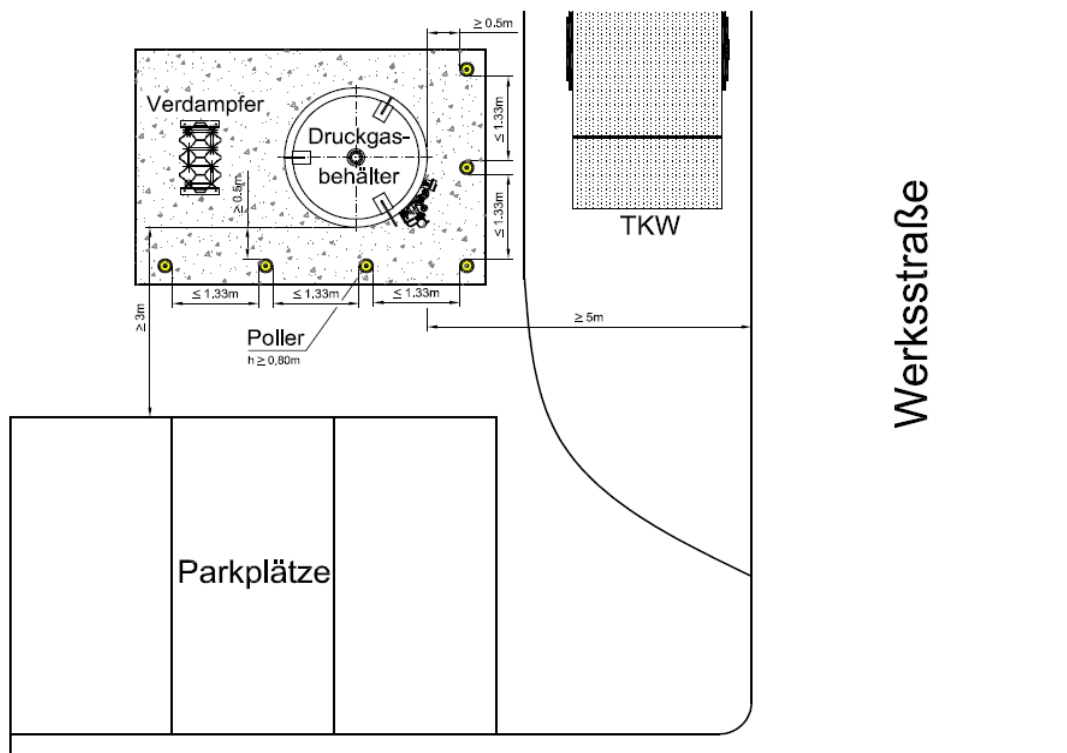 ≥ 0.5m
Verdampfer
Druckgas-
behälter
≤ 1.33m
≤ 1.33m
≥ 0.5m
TKW
Werksstraße
≤ 1.33m
≤ 1.33m
≤ 1.33m
≥ 3m
≥ 5m
Poller
h ≥ 0,80m
Parkplätze